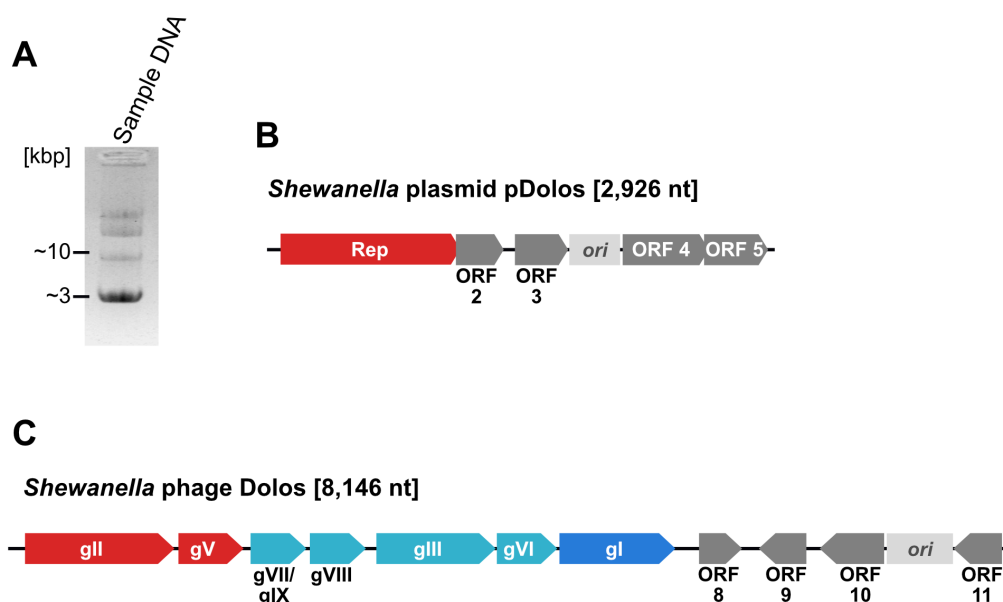 A
Sample DNA
[kbp]
~10
~3
B
Shewanella plasmid pDolos [2,926 nt]
Rep
ori
ORF 4
ORF 5
ORF
2
ORF
3
C
Shewanella phage Dolos [8,146 nt]
gII
gV
gIII
gVI
gI
ori
gVII/
gIX
gVIII
ORF
8
ORF
9
ORF
10
ORF
11